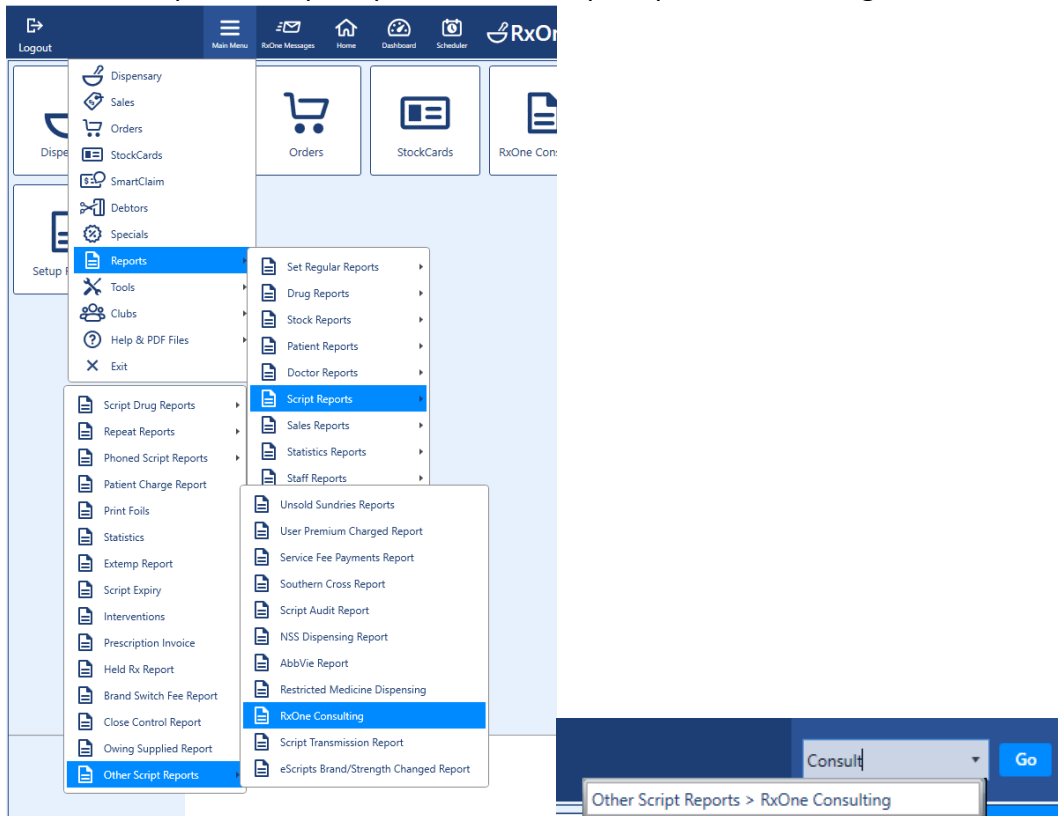 Logout
Main Menu
RxOne Messages
Home
Dashboard
Scheduler
RxOn
Dispensary
Sales
Orders
StockCards
SmartClaim
Debtors
Specials
Reports
Tools
Clubs
Help & PDF Files
Exit
Dispe
Orders
StockCards
RxOne Con
Setup
Set Regular Reports
Drug Reports
Stock Reports
Patient Reports
Doctor Reports
Script Reports
Sales Reports
Statistics Reports
Staff Reports
Script Drug Reports
Repeat Reports
Phoned Script Reports
Patient Charge Report
Print Foils
Statistics
Extemp Report
Script Expiry
Interventions
Prescription Invoice
Held Rx Report
Brand Switch Fee Report
Close Control Report
Owing Supplied Report
Other Script Reports
Unsold Sundries Reports
User Premium Charged Report
Service Fee Payments Report
Southern Cross Report
Script Audit Report
NSS Dispensing Report
AbbVie Report
Restricted Medicine Dispensing
RxOne Consulting
Script Transmission Report
eScripts Brand/Strength Changed Report
Consult
Go
Other Script Reports > RxOne Consulting